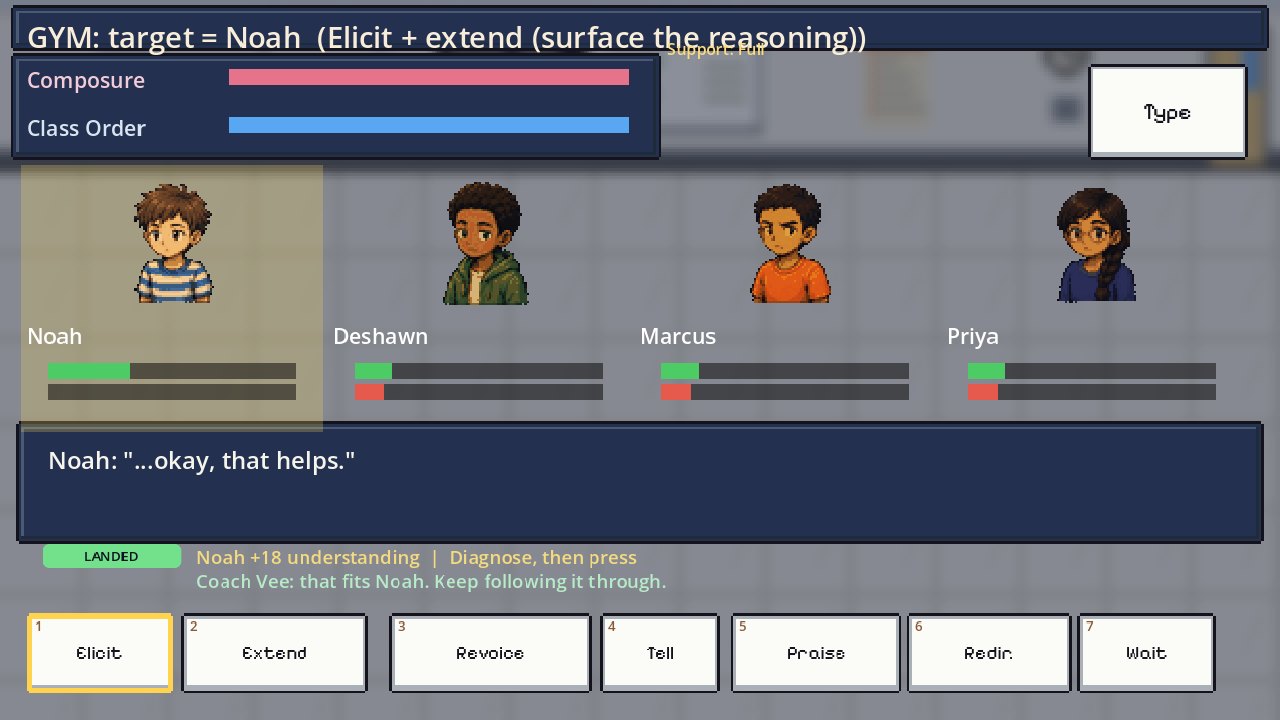 GYM: target = Noah  (Elicit + extend (surface the reasoning))
Support: Full
Composure
Class Order
Type
Noah
Deshawn
Marcus
Priya
Noah: "...okay, that helps."
LANDED
Noah +18 understanding  |  Diagnose, then press
Coach Vee: that fits Noah. Keep following it through.
1
Elicit
2
Extend
3
Revoice
4
Tell
5
Praise
6
Redir.
7
Wait